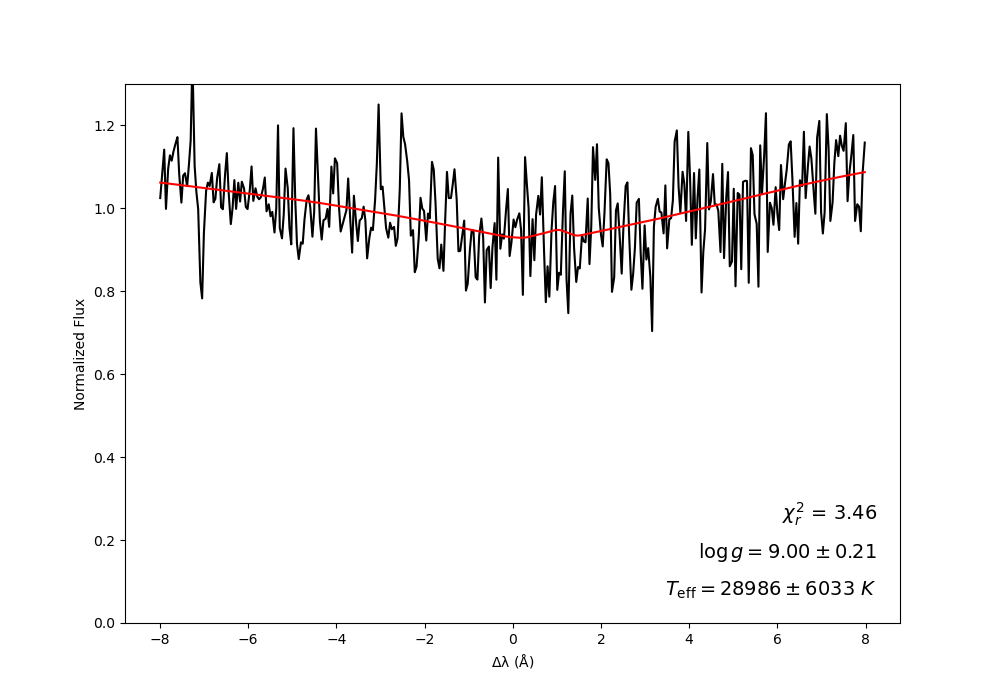 1.2
1.0
0.8
0.6
0.4
0.2
0.0
Normalized Flux
χ²ᵣ = 3.46
log g = 9.00 ± 0.21
T_eff = 28986 ± 6033 K
−8 −6 −4 −2 0 2 4 6 8
Δλ (Å)